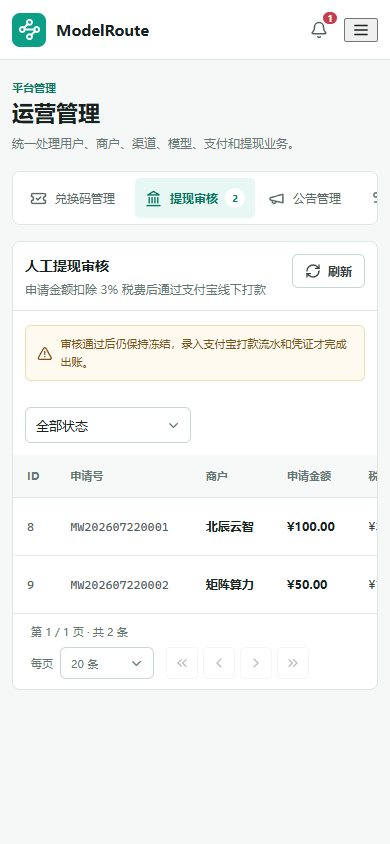 ModelRoute
1
平台管理
运营管理
统一处理用户、商户、渠道、模型、支付和提现业务。
兑换码管理
提现审核 2
公告管理
人工提现审核
申请金额扣除 3% 税费后通过支付宝线下打款
刷新
审核通过后仍保持冻结，录入支付宝打款流水和凭证才完成
出账。
全部状态
ID 申请号 商户 申请金额
8 MW202607220001 北辰云智 ¥100.00
9 MW202607220002 矩阵算力 ¥50.00
第 1 / 1 页 · 共 2 条
每页 20 条